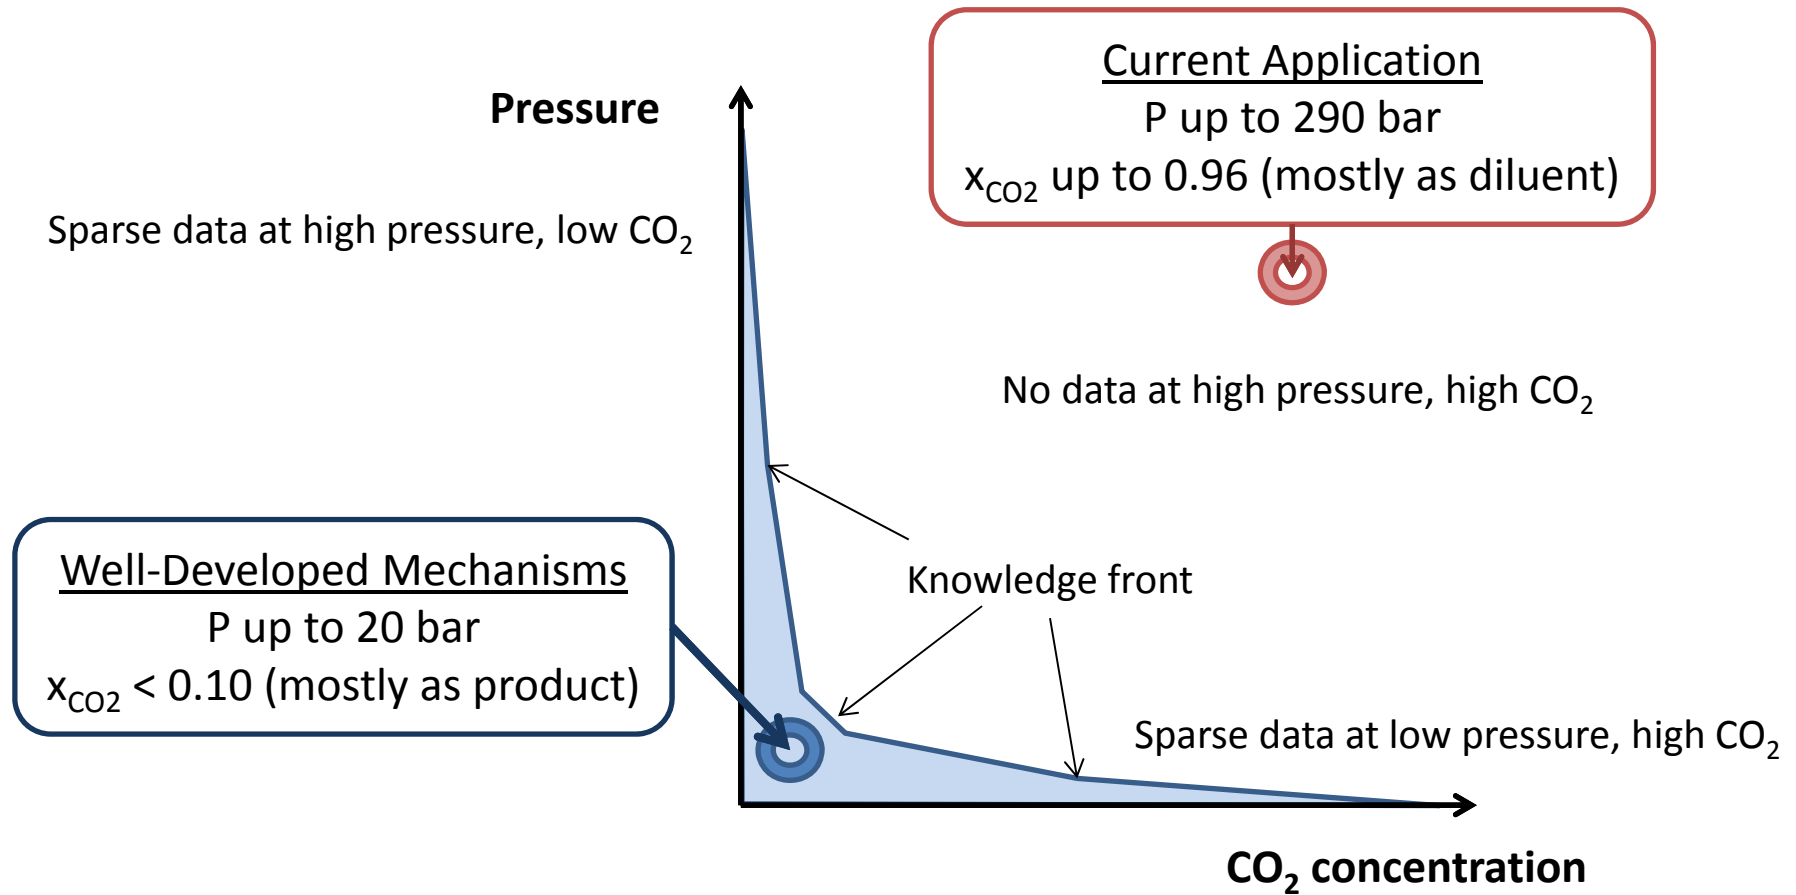 Current Application
P up to 290 bar
x_CO2 up to 0.96 (mostly as diluent)
Pressure
Sparse data at high pressure, low CO₂
No data at high pressure, high CO₂
Well-Developed Mechanisms
P up to 20 bar
x_CO2 < 0.10 (mostly as product)
Knowledge front
Sparse data at low pressure, high CO₂
CO₂ concentration